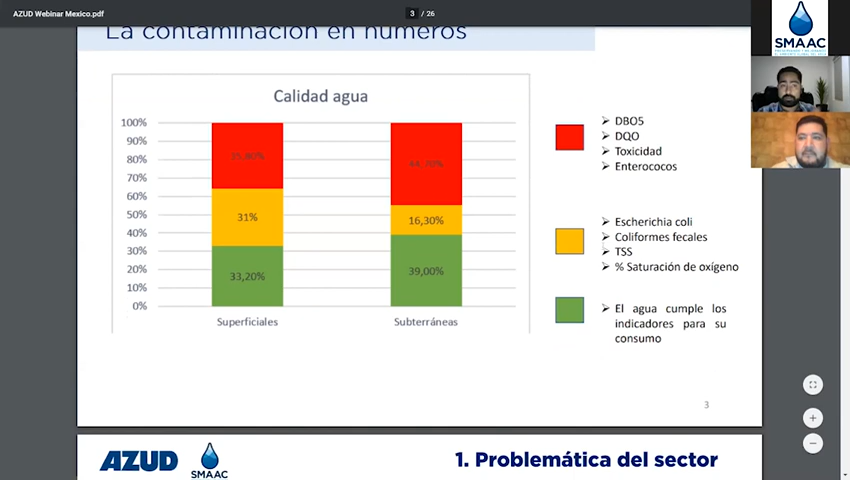 AZUD Webinar Mexico.pdf
3 / 26
La contaminación en números
SMAAC
Calidad agua
100%
90%
80%
70%
60%
50%
40%
30%
20%
10%
0%
35,80%
31%
33,20%
44,70%
16,30%
39,00%
Superficiales
Subterráneas
➢ DBO5
➢ DQO
➢ Toxicidad
➢ Enterococos
➢ Escherichia coli
➢ Coliformes fecales
➢ TSS
➢ % Saturación de oxígeno
➢ El agua cumple los
indicadores para su
consumo
3
AZUD
SMAAC
1. Problemática del sector